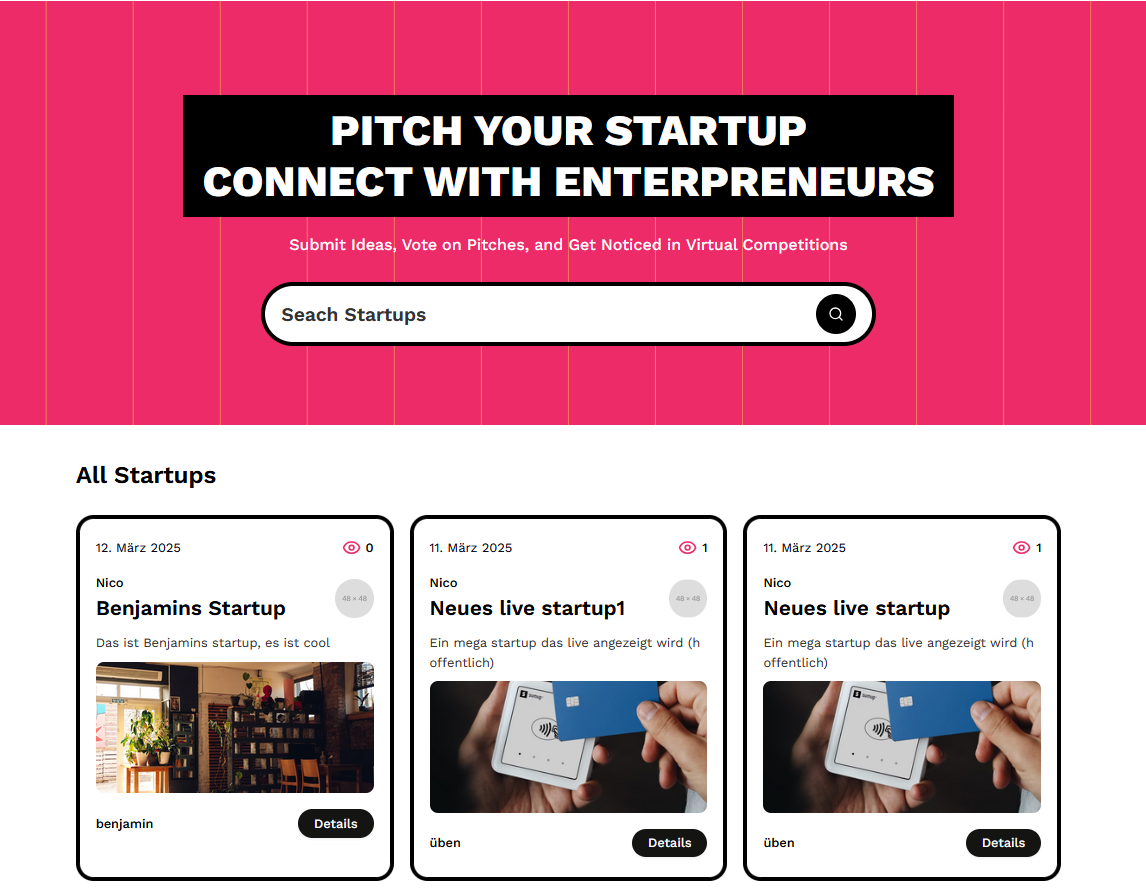 PITCH YOUR STARTUP
CONNECT WITH ENTERPRENEURS
Submit Ideas, Vote on Pitches, and Get Noticed in Virtual Competitions
Seach Startups
All Startups
12. März 2025 0
Nico
Benjamins Startup
48 × 48
Das ist Benjamins startup, es ist cool
benjamin
Details
11. März 2025 1
Nico
Neues live startup1
48 × 48
Ein mega startup das live angezeigt wird (h
offentlich)
üben
Details
11. März 2025 1
Nico
Neues live startup
48 × 48
Ein mega startup das live angezeigt wird (h
offentlich)
üben
Details